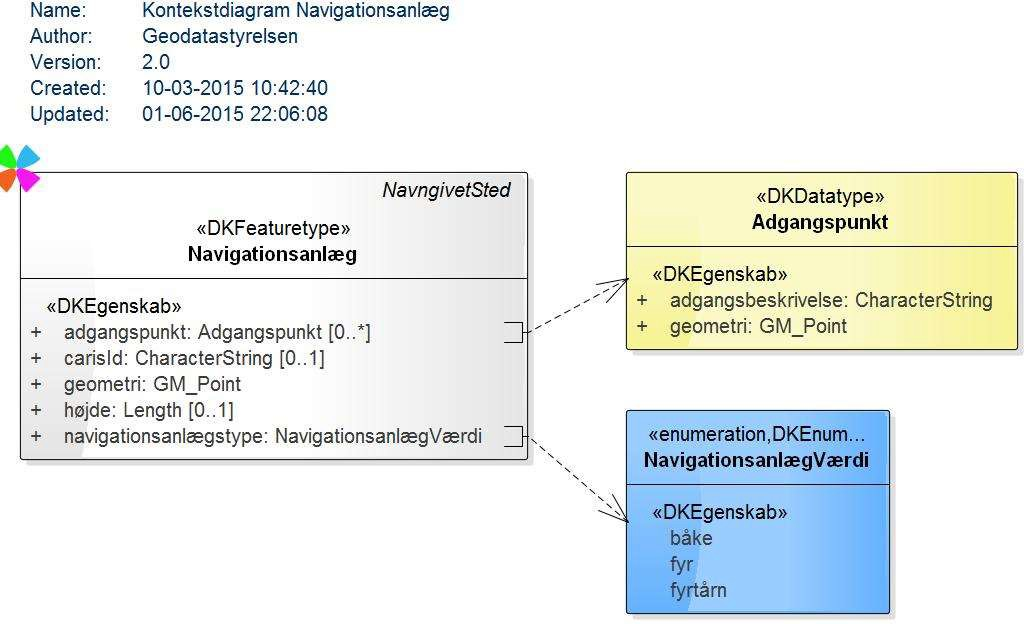 Name: Kontekstdiagram Navigationsanlæg
Author: Geodatastyrelsen
Version: 2.0
Created: 10-03-2015 10:42:40
Updated: 01-06-2015 22:06:08
NavngivetSted
«DKFeaturetype»
Navigationsanlæg
«DKEgenskab»
+ adgangspunkt: Adgangspunkt [0..*]
+ carisId: CharacterString [0..1]
+ geometri: GM_Point
+ højde: Length [0..1]
+ navigationsanlægstype: NavigationsanlægVærdi
«DKDatatype»
Adgangspunkt
«DKEgenskab»
+ adgangsbeskrivelse: CharacterString
+ geometri: GM_Point
«enumeration,DKEnum...
NavigationsanlægVærdi
«DKEgenskab»
båke
fyr
fyrtårn